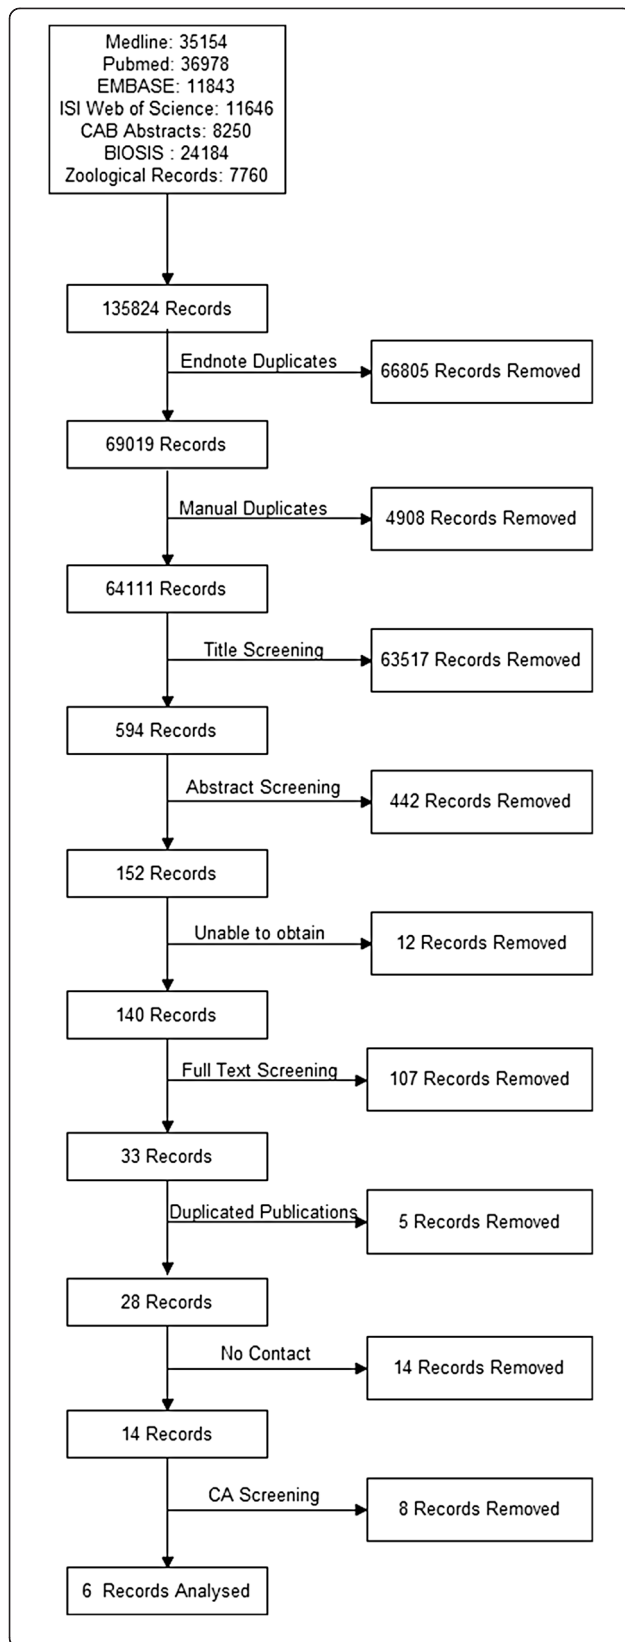 Medline: 35154
Pubmed: 36978
EMBASE: 11843
ISI Web of Science: 11646
CAB Abstracts: 8250
BIOSIS : 24184
Zoological Records: 7760
135824 Records
Endnote Duplicates
66805 Records Removed
69019 Records
Manual Duplicates
4908 Records Removed
64111 Records
Title Screening
63517 Records Removed
594 Records
Abstract Screening
442 Records Removed
152 Records
Unable to obtain
12 Records Removed
140 Records
Full Text Screening
107 Records Removed
33 Records
Duplicated Publications
5 Records Removed
28 Records
No Contact
14 Records Removed
14 Records
CA Screening
8 Records Removed
6 Records Analysed